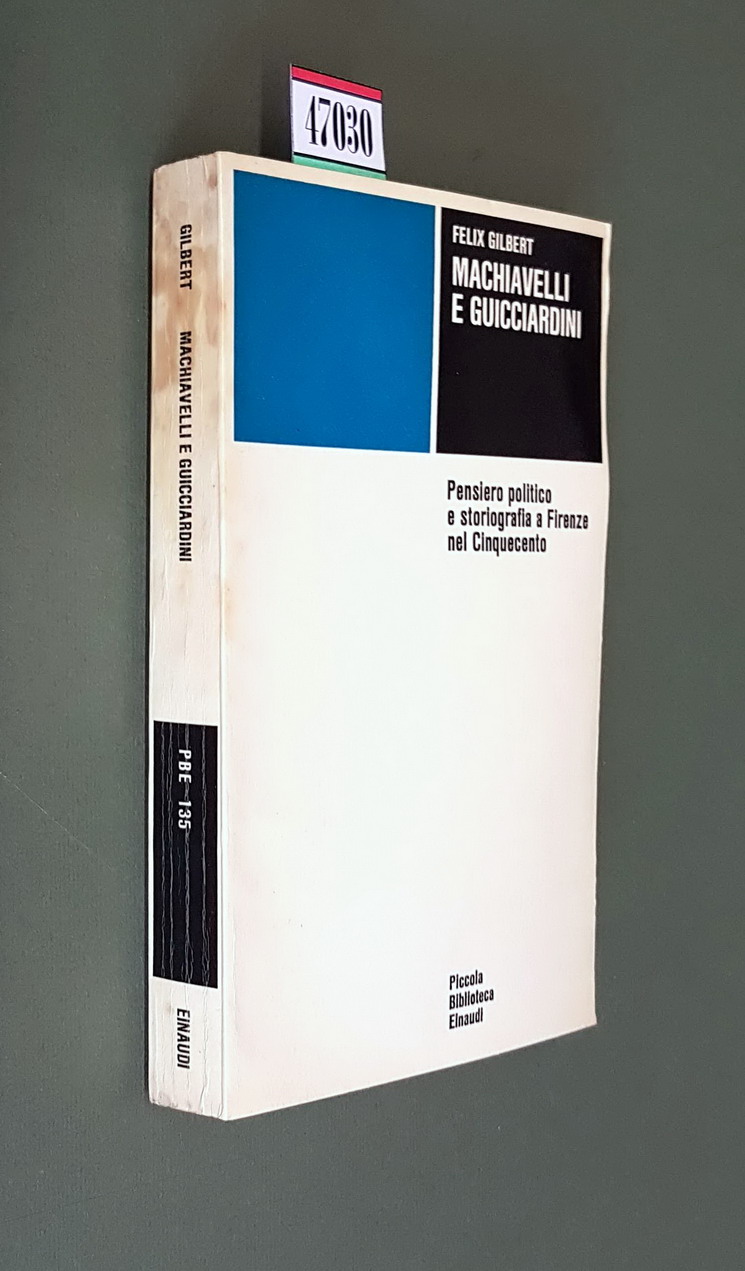 47030
FELIX GILBERT
MACHIAVELLI
E GUICCIARDINI
Pensiero politico
e storiografia a Firenze
nel Cinquecento
Piccola
Biblioteca
Einaudi
GILBERT MACHIAVELLI E GUICCIARDINI
PBE 135
EINAUDI